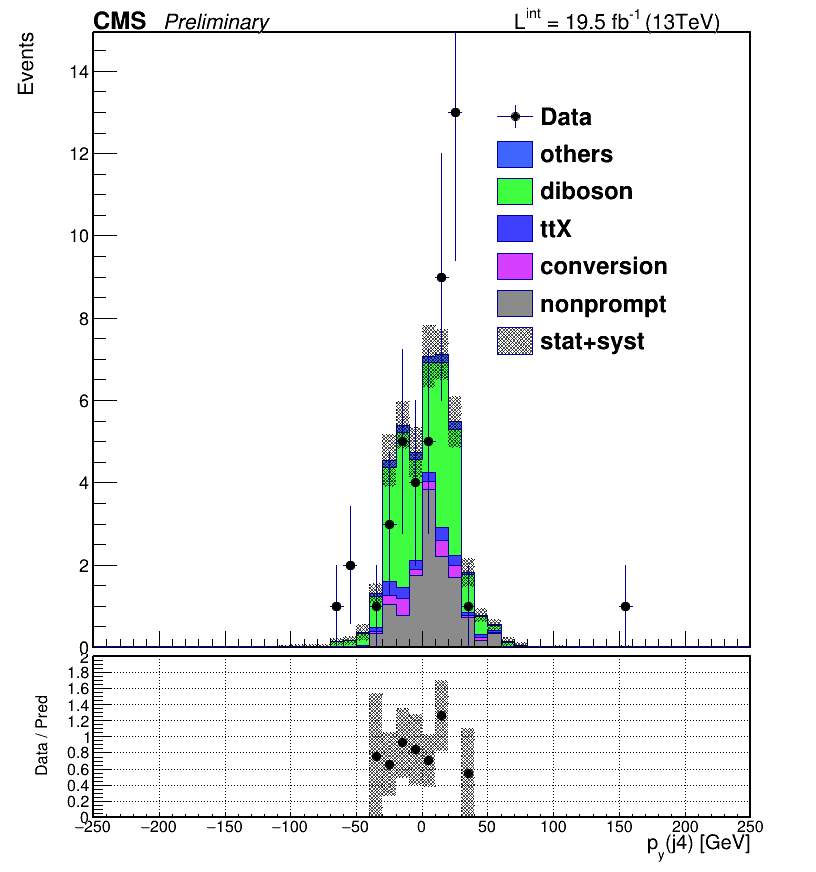 CMS Preliminary L^int = 19.5 fb^-1 (13TeV)
Events
14
12
10
8
6
4
2
0
Data
others
diboson
ttX
conversion
nonprompt
stat+syst
Data / Pred
2
1.8
1.6
1.4
1.2
1
0.8
0.6
0.4
0.2
0
−250 −200 −150 −100 −50 0 50 100 150 200 250
p_y(j4) [GeV]